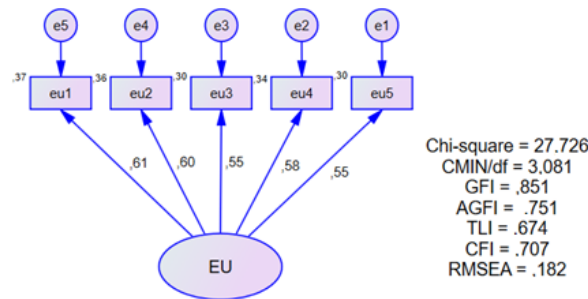 e5 e4 e3 e2 e1
,37 ,36 ,30 ,34 ,30
eu1 eu2 eu3 eu4 eu5
,61 ,60 ,55 ,58 ,55
EU
Chi-square = 27.726
CMIN/df = 3,081
GFI = ,851
AGFI = .751
TLI = .674
CFI = ,707
RMSEA = .182